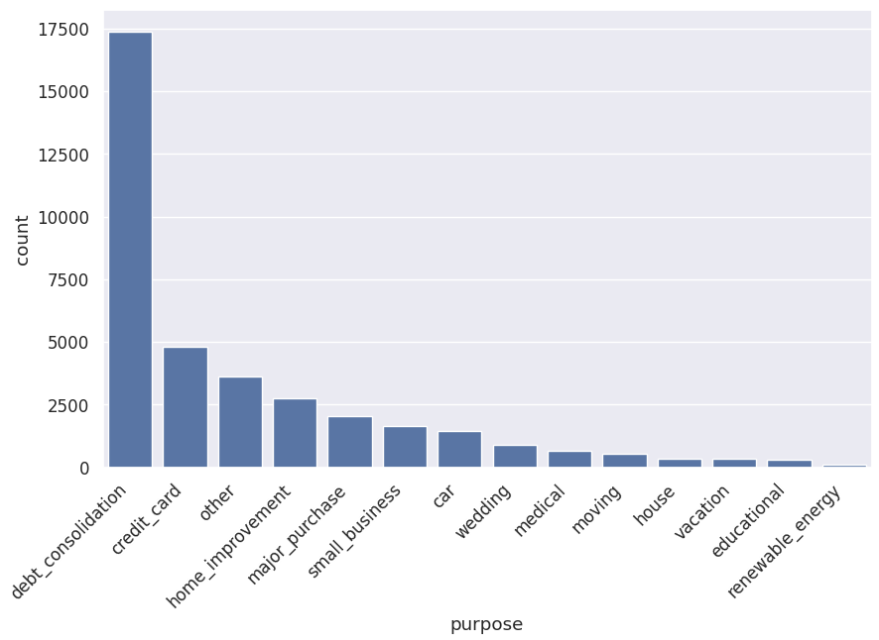 17500
15000
12500
10000
7500
5000
2500
0
count
debt_consolidation
credit_card
other
home_improvement
major_purchase
small_business
car
wedding
medical
moving
house
vacation
educational
renewable_energy
purpose